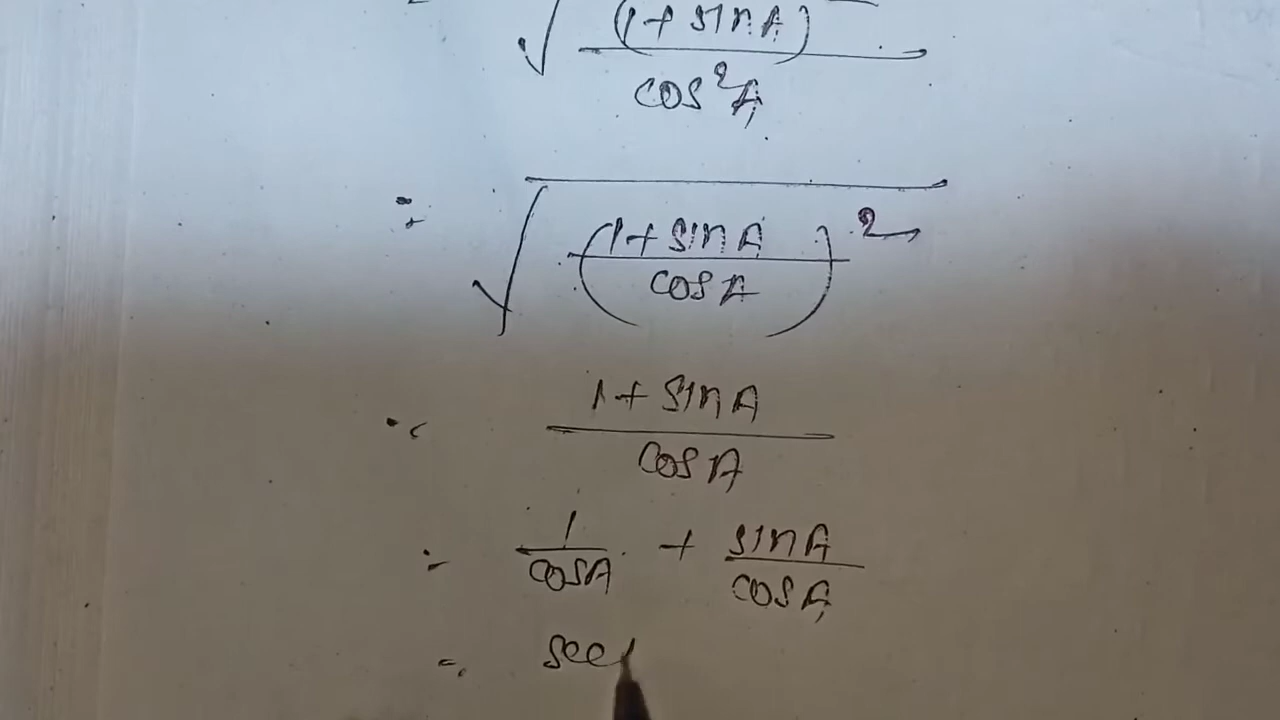 √((1+sinA)/cos²A)
= √((1+sinA)/(cosA))²
= (1+sinA)/cosA
= 1/cosA + sinA/cosA
= sec